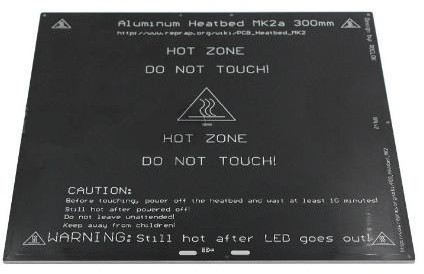 Aluminum Heatbed MK2a 300mm
http://www.reprap.org/wiki/PCB_Heatbed_MK2
HOT ZONE
DO NOT TOUCH!
HOT ZONE
DO NOT TOUCH!
CAUTION:
Before touching, power off the heatbed and wait at least 10 minutes!
Still hot after powered off!
Do not leave unattended!
Keep away from children!
WARNING: Still hot after LED goes out!